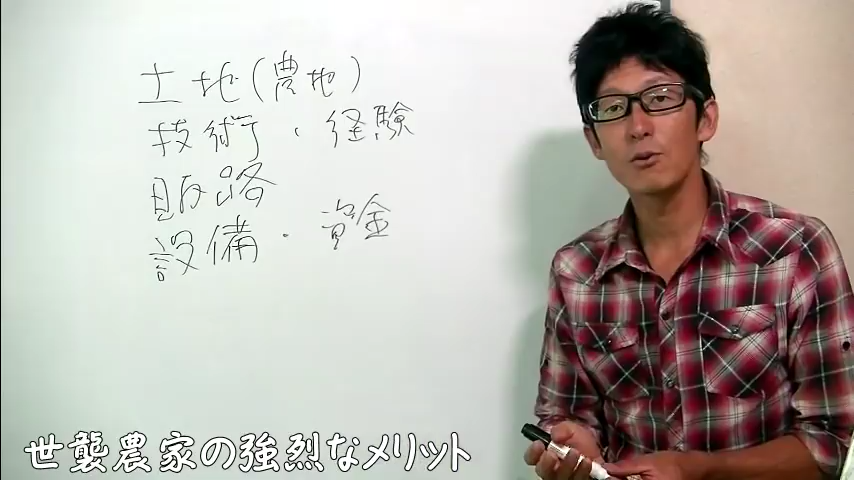 土地(農地)
技術・経験
販路
設備・資金
世襲農家の強烈なメリット